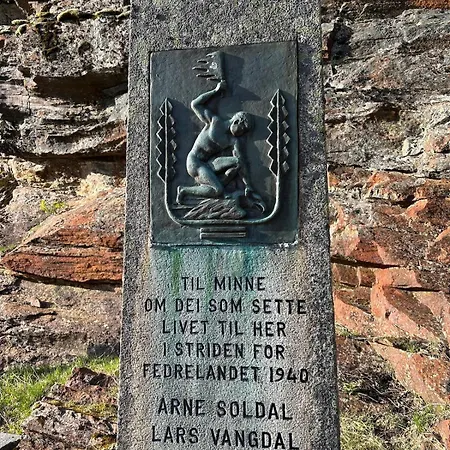 TIL MINNE
OM DEI SOM SETTE
LIVET TIL HER
I STRIDEN FOR
FEDRELANDET 1940
ARNE SOLDAL
LARS VANGDAL